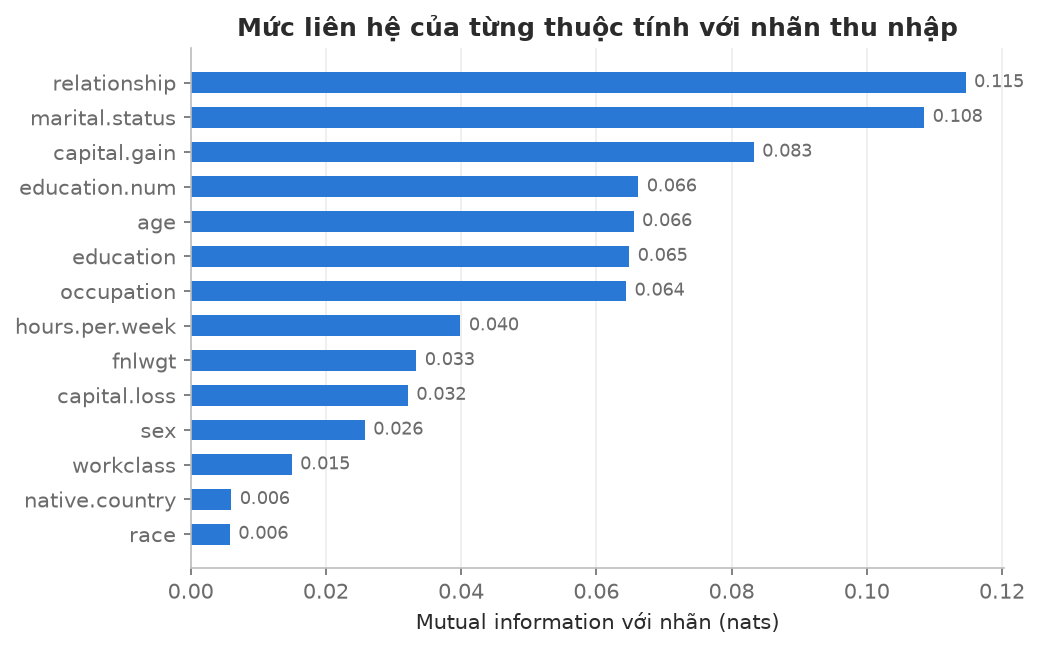 Mức liên hệ của từng thuộc tính với nhãn thu nhập
relationship 0.115
marital.status 0.108
capital.gain 0.083
education.num 0.066
age 0.066
education 0.065
occupation 0.064
hours.per.week 0.040
fnlwgt 0.033
capital.loss 0.032
sex 0.026
workclass 0.015
native.country 0.006
race 0.006
0.00 0.02 0.04 0.06 0.08 0.10 0.12
Mutual information với nhãn (nats)